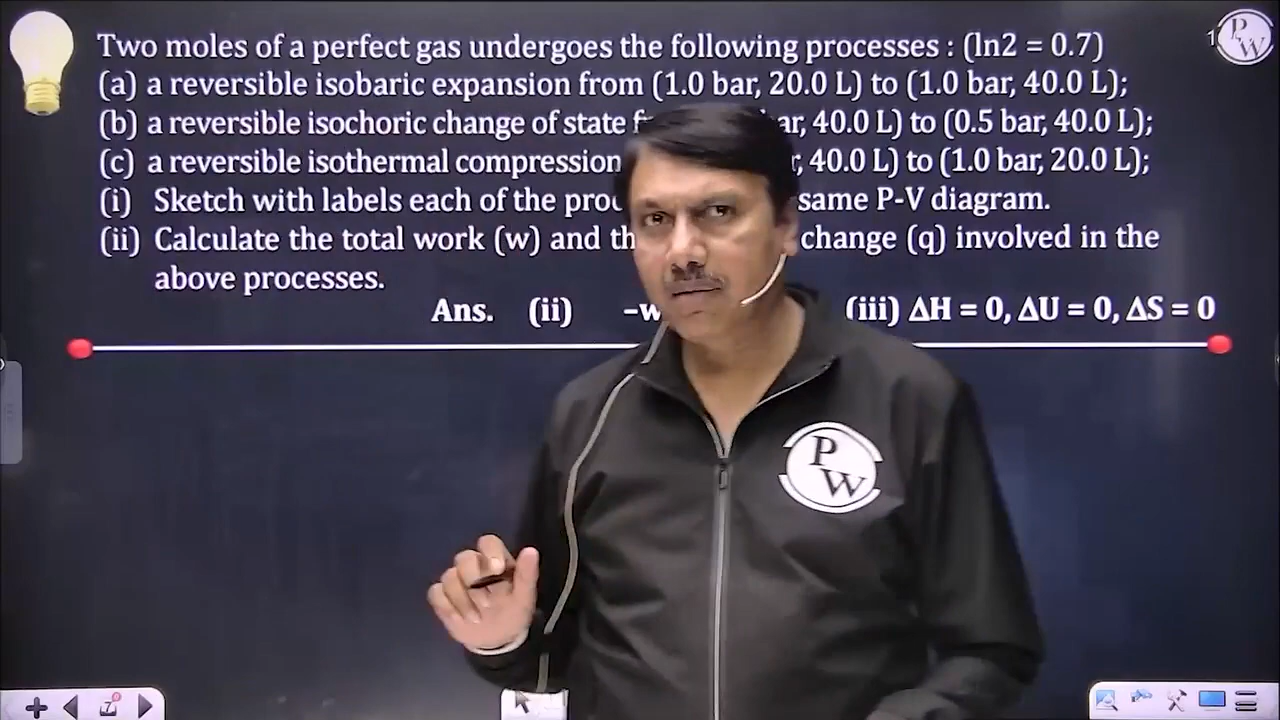 Two moles of a perfect gas undergoes the following processes : (ln2 = 0.7)
(a) a reversible isobaric expansion from (1.0 bar, 20.0 L) to (1.0 bar, 40.0 L);
(b) a reversible isochoric change of state 40.0 L) to (0.5 bar, 40.0 L);
(c) a reversible isothermal compression 40.0 L) to (1.0 bar, 20.0 L);
(i) Sketch with labels each of the same P-V diagram.
(ii) Calculate the total work (w) and change (q) involved in the
above processes.
Ans. (ii) –w (iii) ΔH = 0, ΔU = 0, ΔS = 0
P
W
P
W
7